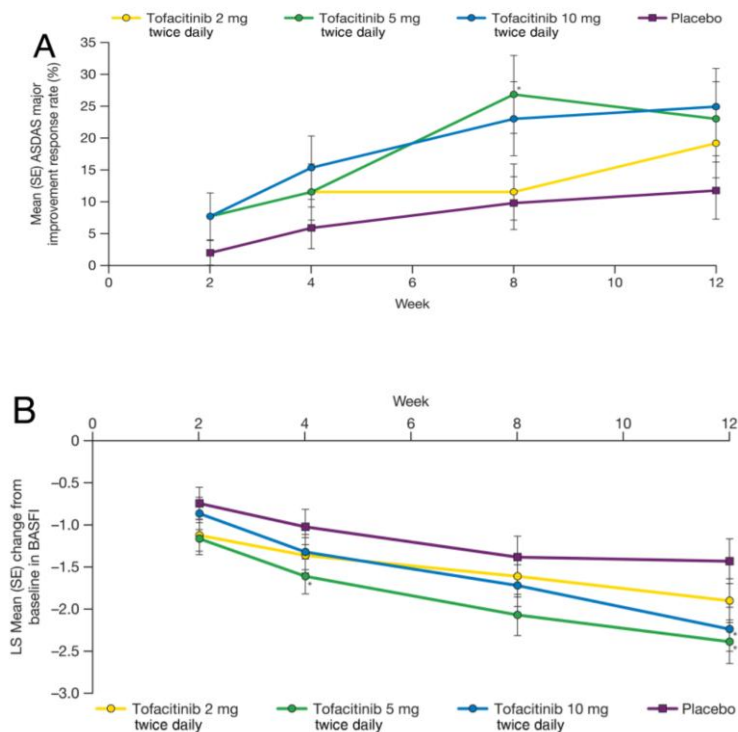 Tofacitinib 2 mg
twice daily
Tofacitinib 5 mg
twice daily
Tofacitinib 10 mg
twice daily
Placebo
A
Mean (SE) ASDAS major
improvement response rate (%)
35
30
25
20
15
10
5
0
*
0 2 4 6 8 10 12
Week
B
Week
0 2 4 6 8 10 12
LS Mean (SE) change from
baseline in BASFI
0
−0.5
−1.0
−1.5
−2.0
−2.5
−3.0
*
*
*
Tofacitinib 2 mg
twice daily
Tofacitinib 5 mg
twice daily
Tofacitinib 10 mg
twice daily
Placebo